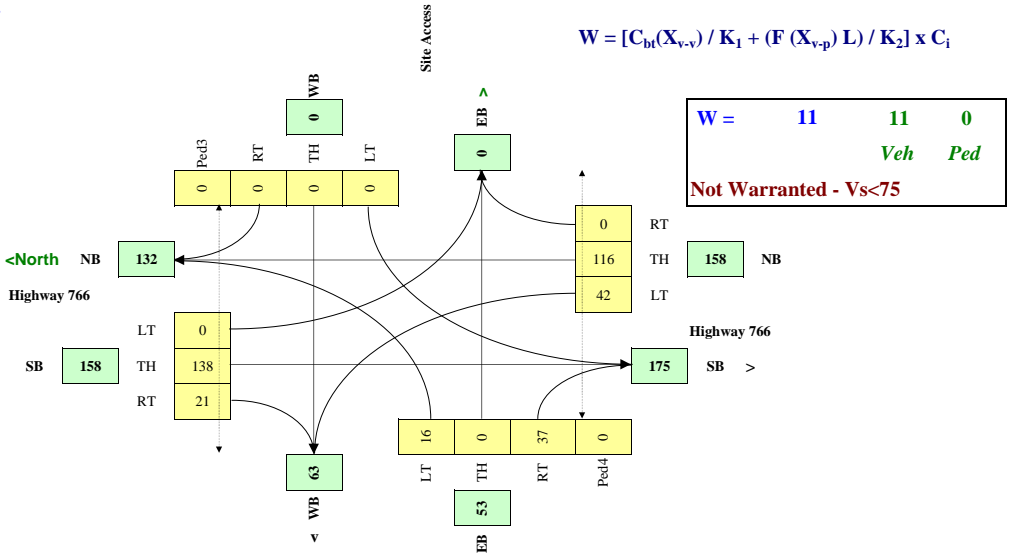 W = [Cbt(Xv-v) / K1 + (F (Xv-p) L) / K2] x Ci
Site Access
WB
0
EB ^
0
W = 11 11 0
Veh Ped
Not Warranted - Vs<75
Ped3 RT TH LT
0 0 0 0
0 RT
<North NB 132
116 TH 158 NB
42 LT
Highway 766
LT 0
Highway 766
SB 158 TH 138
175 SB >
RT 21
16 0 37 0
LT TH RT Ped4
63
WB
v
53
EB